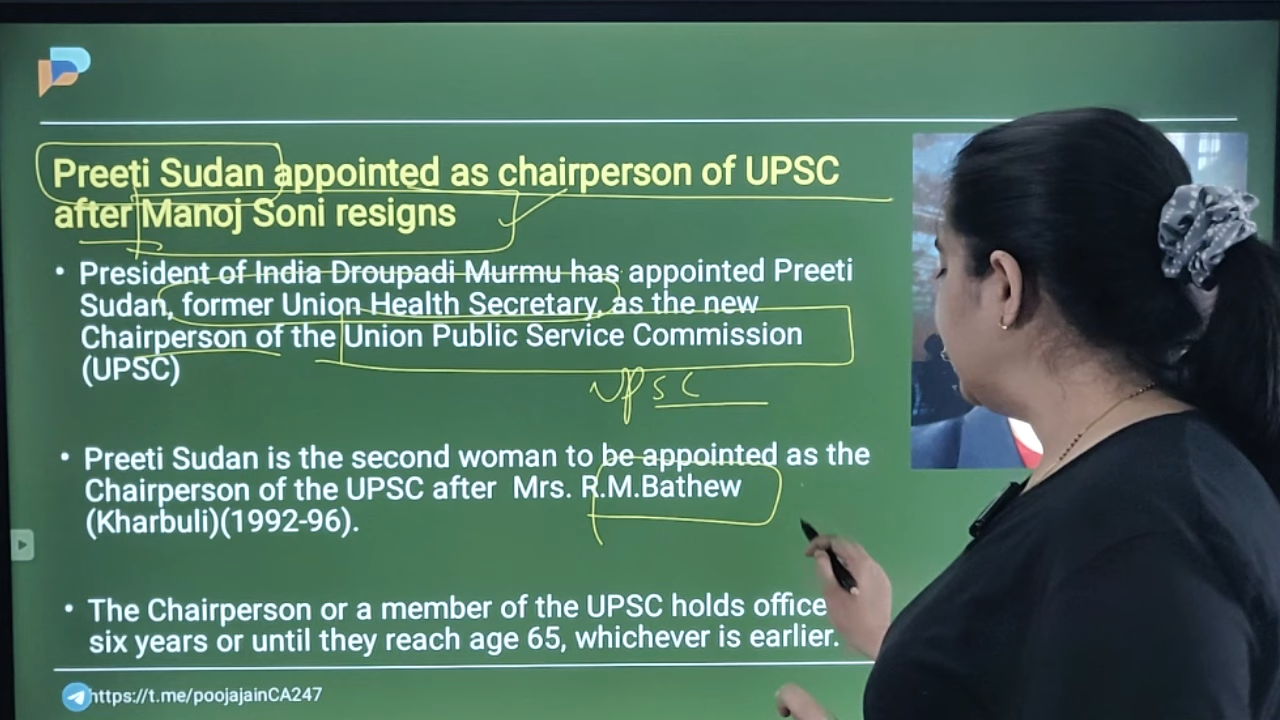 Preeti Sudan appointed as chairperson of UPSC
after Manoj Soni resigns
• President of India Droupadi Murmu has appointed Preeti
Sudan, former Union Health Secretary, as the new
Chairperson of the Union Public Service Commission
(UPSC)
UPSC
• Preeti Sudan is the second woman to be appointed as the
Chairperson of the UPSC after Mrs. R.M.Bathew
(Kharbuli)(1992-96).
• The Chairperson or a member of the UPSC holds office
six years or until they reach age 65, whichever is earlier.
https://t.me/poojajainCA247